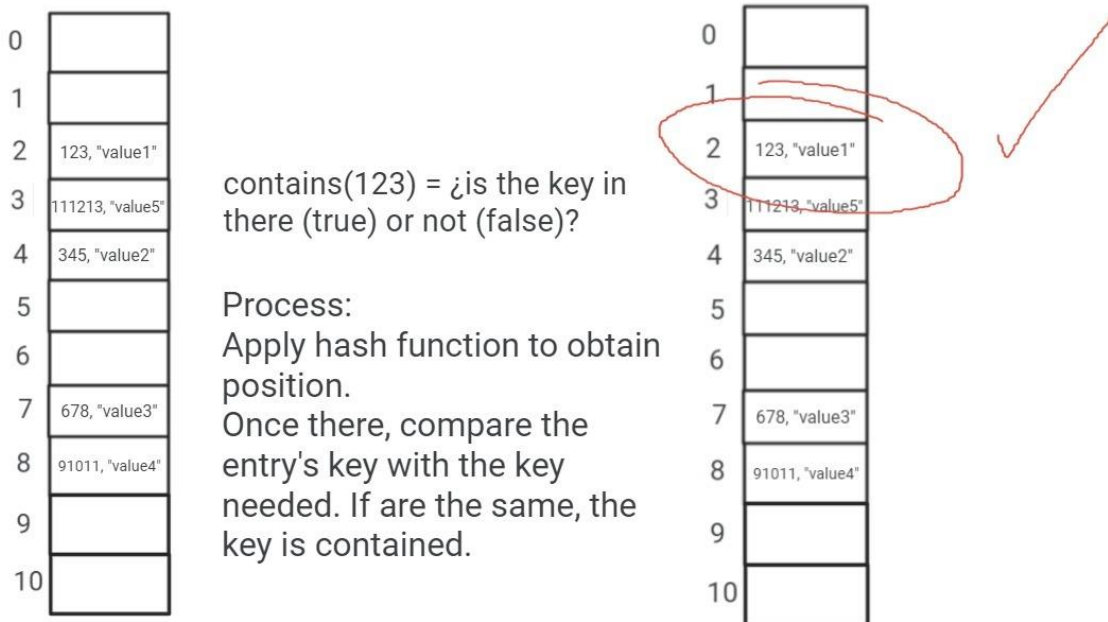 0
1
2 123, "value1"
3 111213, "value5"
4 345, "value2"
5
6
7 678, "value3"
8 91011, "value4"
9
10
contains(123) = ¿is the key in
there (true) or not (false)?
Process:
Apply hash function to obtain
position.
Once there, compare the
entry's key with the key
needed. If are the same, the
key is contained.
0
1
2 123, "value1"
3 111213, "value5"
4 345, "value2"
5
6
7 678, "value3"
8 91011, "value4"
9
10